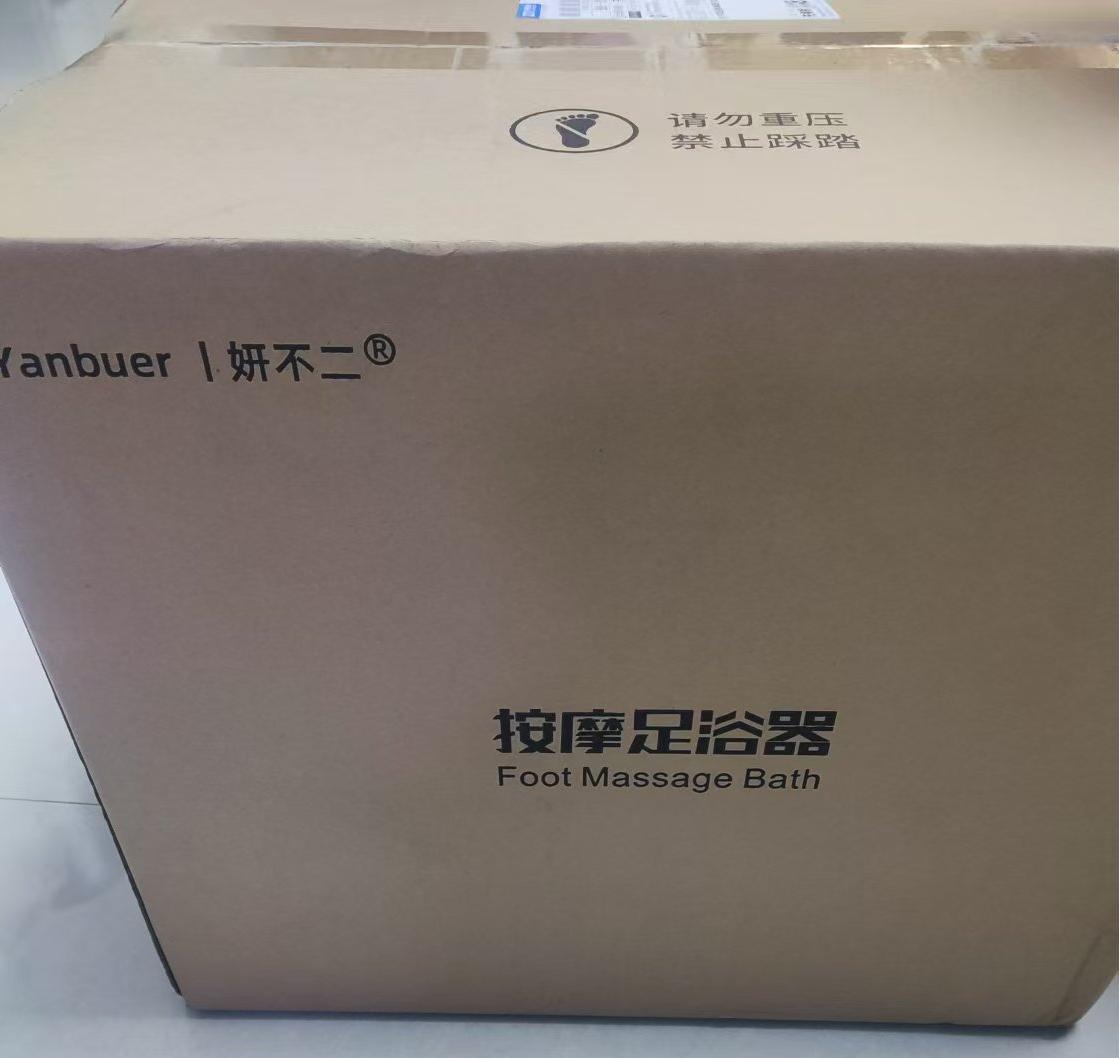 请勿重压
禁止踩踏
Yanbuer | 妍不二®
按摩足浴器
Foot Massage Bath